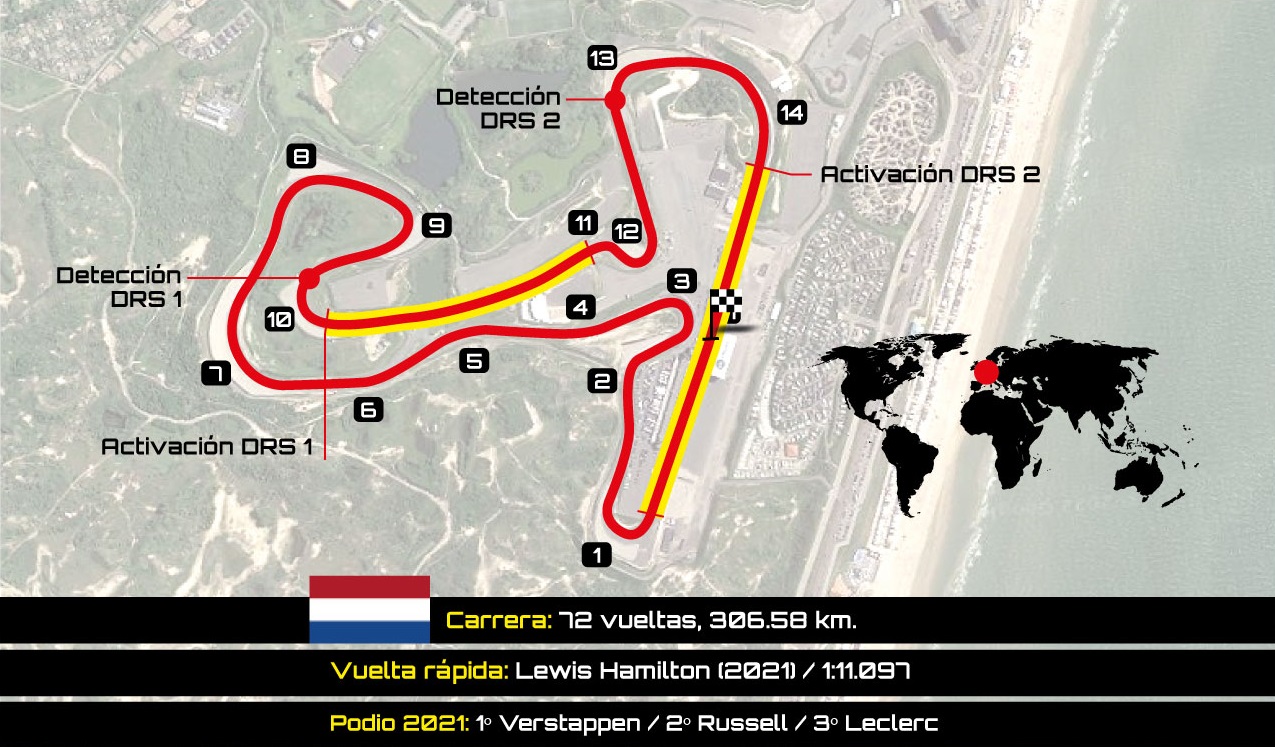 13
Detección
DRS 2
14
8
Activación DRS 2
9
11
12
Detección
DRS 1
3
4
10
5
7
2
6
Activación DRS 1
1
Carrera: 72 vueltas, 306.58 km.
Vuelta rápida: Lewis Hamilton (2021) / 1:11.097
Podio 2021: 1º Verstappen / 2º Russell / 3º Leclerc